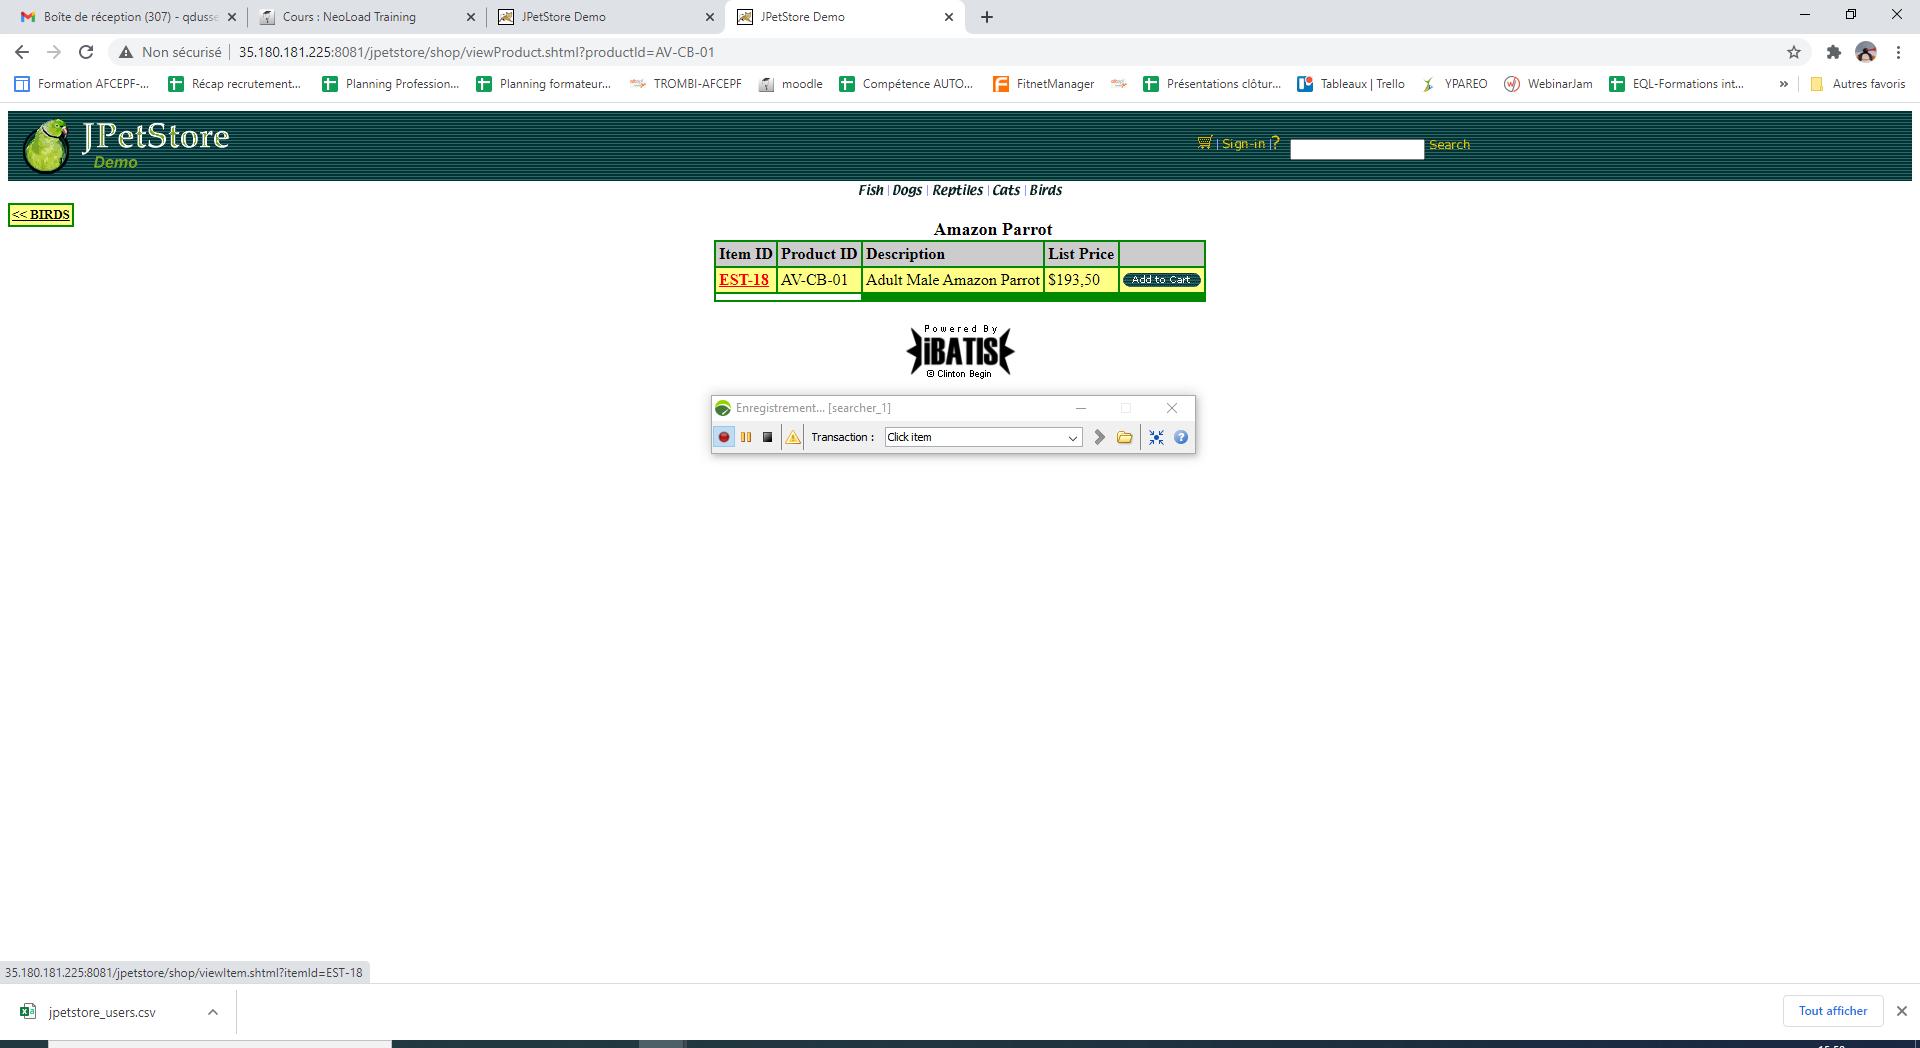 Boîte de réception (307) - qdusse
Cours : NeoLoad Training
JPetStore Demo
JPetStore Demo
Non sécurisé
35.180.181.225:8081/jpetstore/shop/viewProduct.shtml?productId=AV-CB-01
Formation AFCEPF-...
Récap recrutement...
Planning Profession...
Planning formateur...
TROMBI-AFCEPF
moodle
Compétence AUTO...
FitnetManager
Présentations clôtur...
Tableaux | Trello
YPAREO
WebinarJam
EQL-Formations int...
»
Autres favoris
JPetStore
Demo
| Sign-in | ?
Search
Fish | Dogs | Reptiles | Cats | Birds
<< BIRDS
Amazon Parrot
Item ID Product ID Description List Price
EST-18 AV-CB-01 Adult Male Amazon Parrot $193,50 Add to Cart
Powered By
iBATIS
© Clinton Begin
Enregistrement... [searcher_1]
Transaction : Click item
35.180.181.225:8081/jpetstore/shop/viewItem.shtml?itemId=EST-18
jpetstore_users.csv
Tout afficher